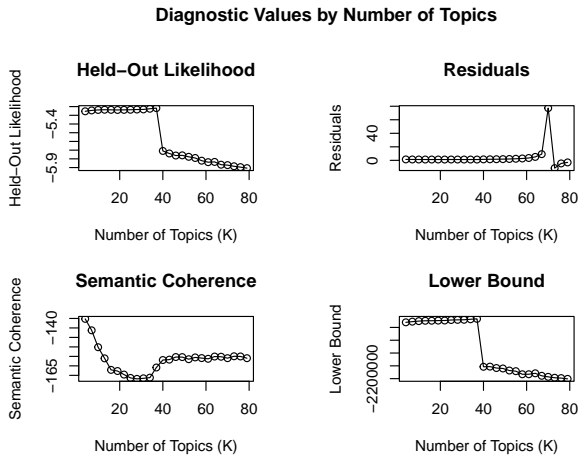 Diagnostic Values by Number of Topics
Held−Out Likelihood
Held−Out Likelihood
−5.4
−5.9
20 40 60 80
Number of Topics (K)
Residuals
Residuals
40
0
20 40 60 80
Number of Topics (K)
Semantic Coherence
Semantic Coherence
−140
−165
20 40 60 80
Number of Topics (K)
Lower Bound
Lower Bound
−2200000
20 40 60 80
Number of Topics (K)